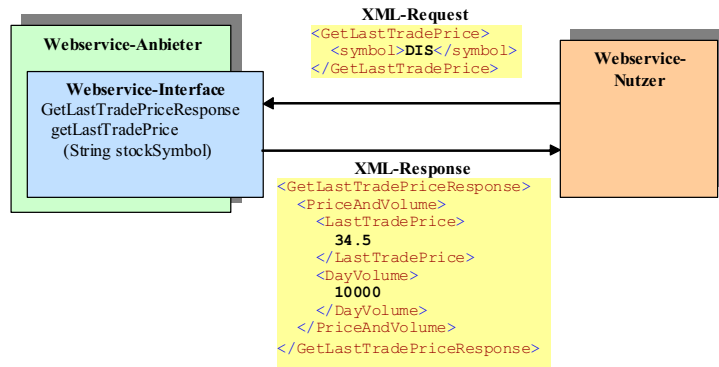 Webservice-Anbieter
Webservice-Interface
GetLastTradePriceResponse
getLastTradePrice
(String stockSymbol)
XML-Request
<GetLastTradePrice>
<symbol>DIS</symbol>
</GetLastTradePrice>
Webservice-
Nutzer
XML-Response
<GetLastTradePriceResponse>
<PriceAndVolume>
<LastTradePrice>
34.5
</LastTradePrice>
<DayVolume>
10000
</DayVolume>
</PriceAndVolume>
</GetLastTradePriceResponse>